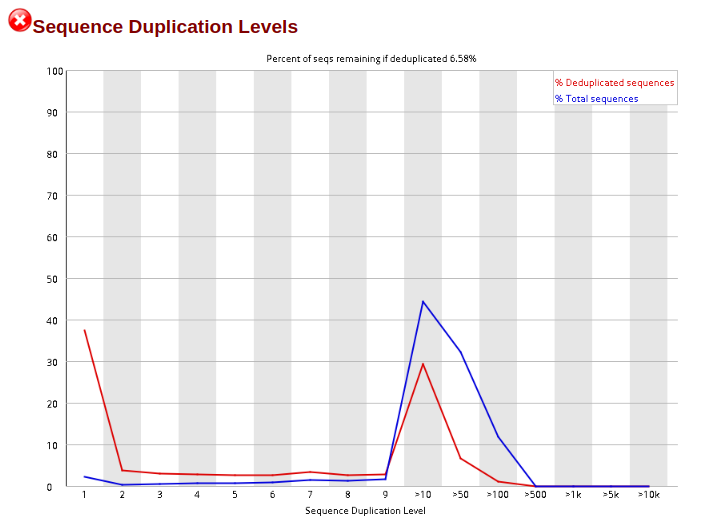 Sequence Duplication Levels
Percent of seqs remaining if deduplicated 6.58%
% Deduplicated sequences
% Total sequences
100
90
80
70
60
50
40
30
20
10
0
1 2 3 4 5 6 7 8 9 >10 >50 >100 >500 >1k >5k >10k
Sequence Duplication Level